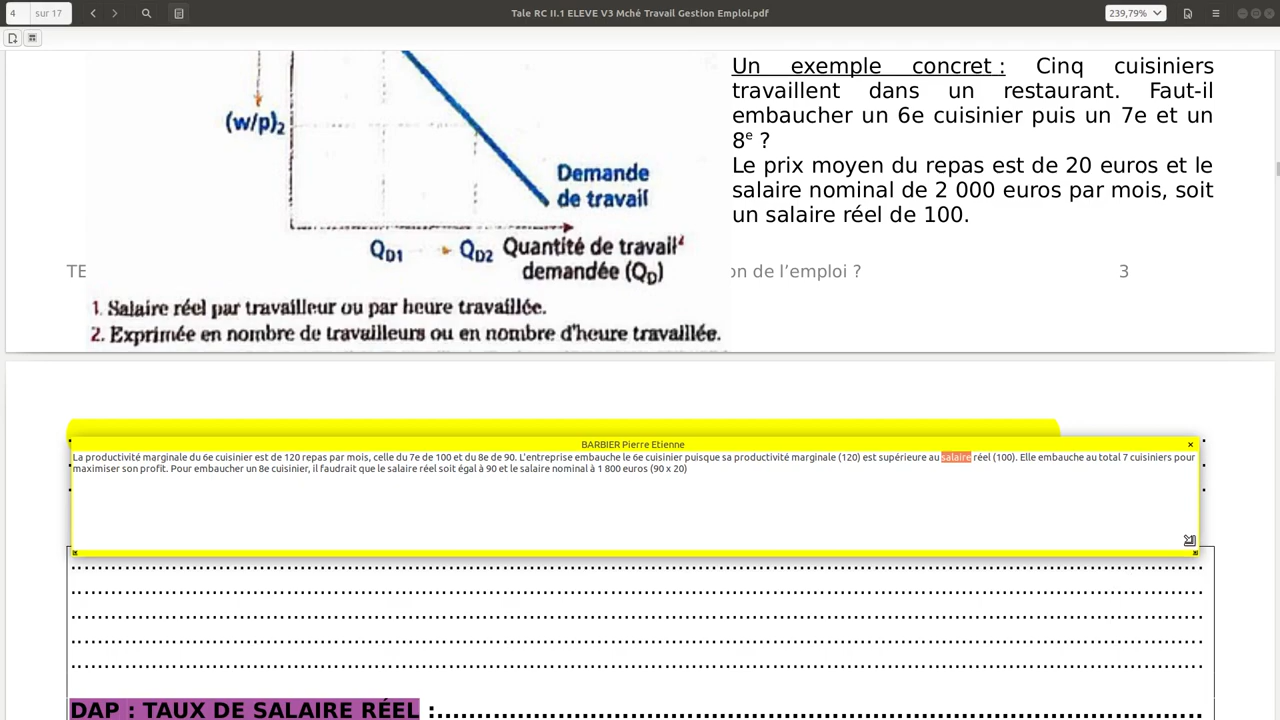 4 sur 17
Tale RC II.1 ELEVE V3 Mché Travail Gestion Emploi.pdf
239,79%
(w/p)2
Demande
de travail
QD1 QD2 Quantité de travail²
demandée (QD)
1. Salaire réel par travailleur ou par heure travaillée.
2. Exprimée en nombre de travailleurs ou en nombre d'heure travaillée.
Un exemple concret : Cinq cuisiniers
travaillent dans un restaurant. Faut-il
embaucher un 6e cuisinier puis un 7e et un
8e ?
Le prix moyen du repas est de 20 euros et le
salaire nominal de 2 000 euros par mois, soit
un salaire réel de 100.
TE
on de l’emploi ? 3
BARBIER Pierre Etienne
La productivité marginale du 6e cuisinier est de 120 repas par mois, celle du 7e de 100 et du 8e de 90. L'entreprise embauche le 6e cuisinier puisque sa productivité marginale (120) est supérieure au salaire réel (100). Elle embauche au total 7 cuisiniers pour
maximiser son profit. Pour embaucher un 8e cuisinier, il faudrait que le salaire réel soit égal à 90 et le salaire nominal à 1 800 euros (90 x 20)
DAP : TAUX DE SALAIRE RÉEL :